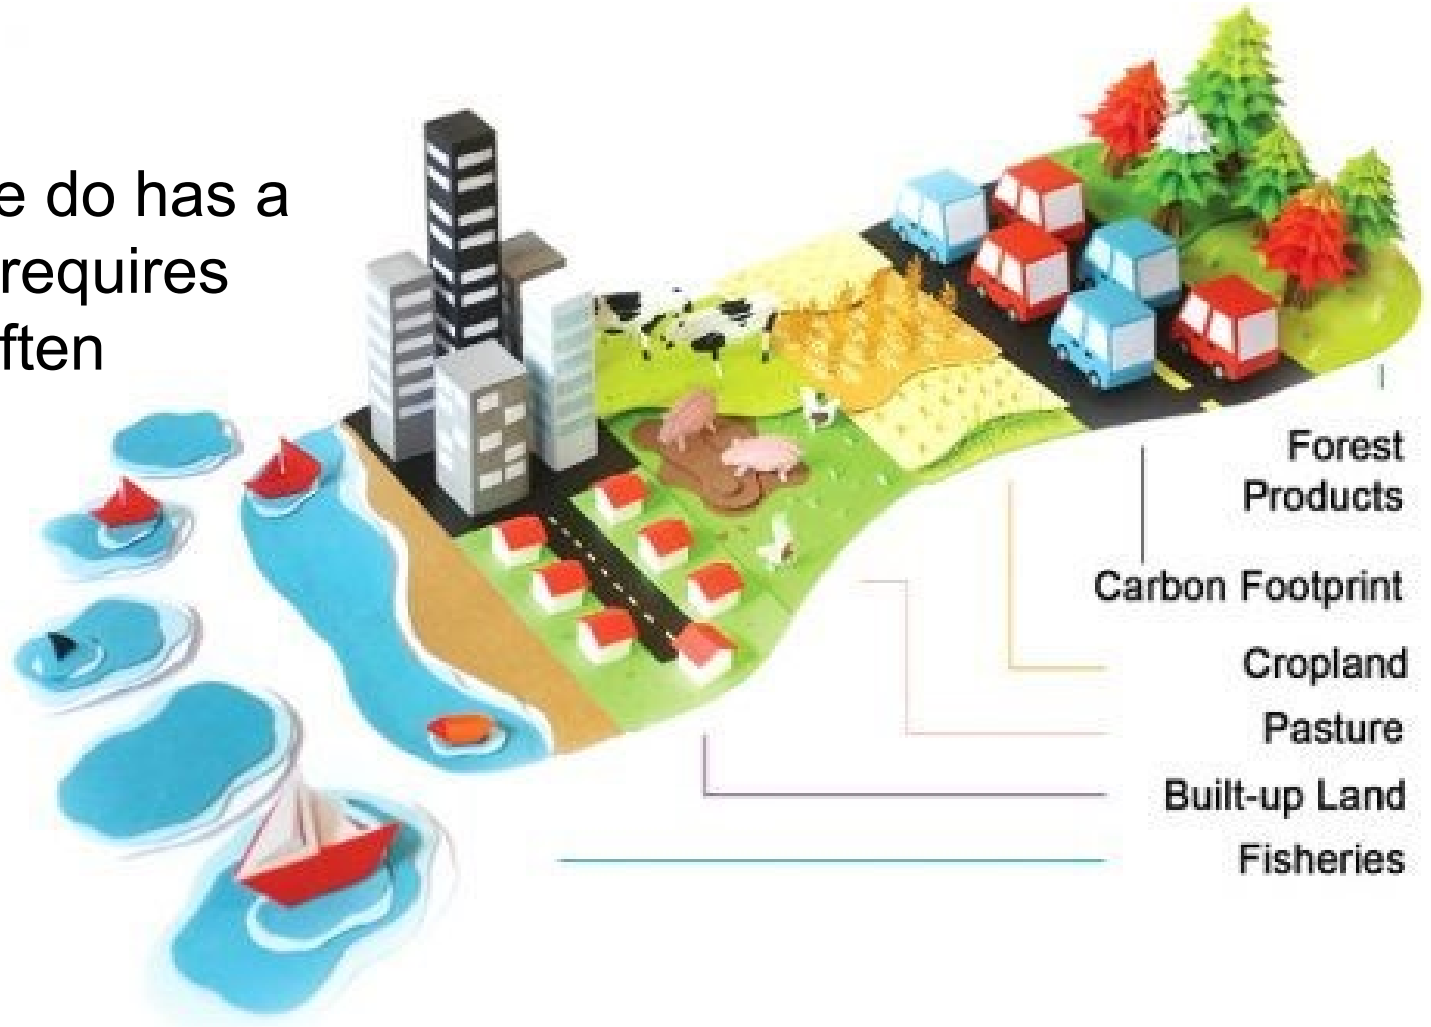 e do has a
requires
ften
Forest
Products
Carbon Footprint
Cropland
Pasture
Built-up Land
Fisheries